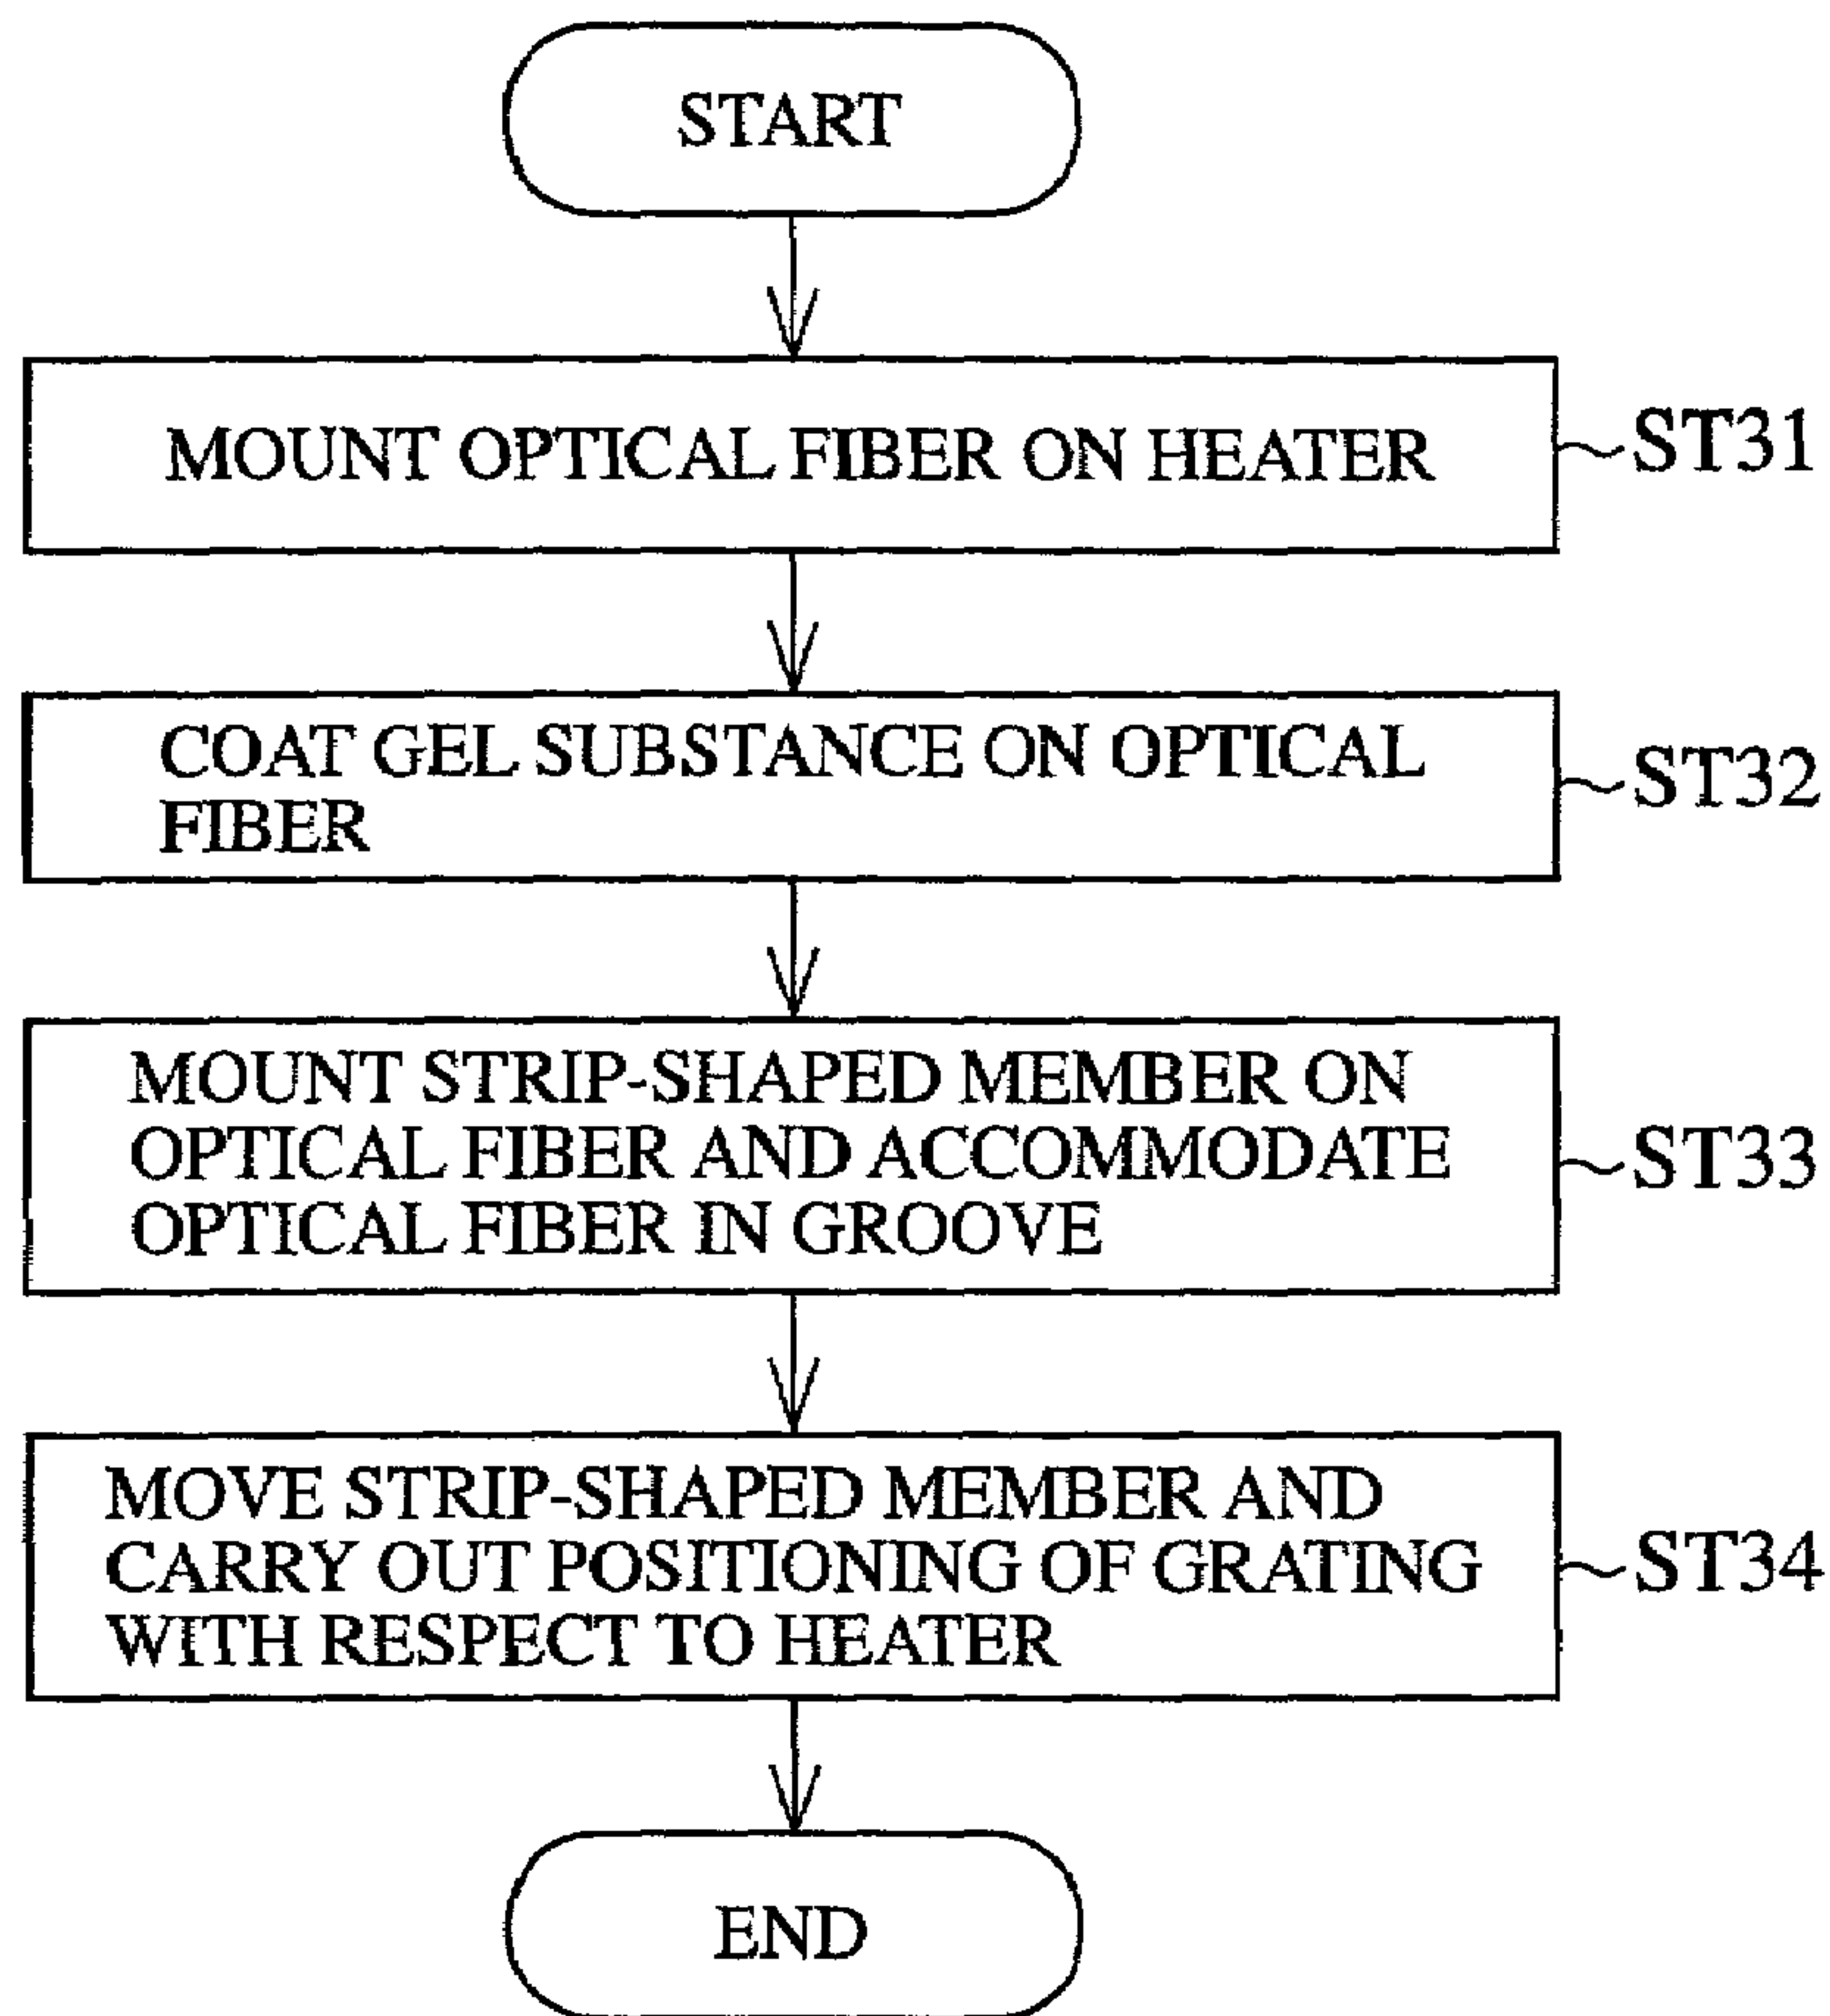 START
MOUNT OPTICAL FIBER ON HEATER
ST31
COAT GEL SUBSTANCE ON OPTICAL
FIBER
ST32
MOUNT STRIP-SHAPED MEMBER ON
OPTICAL FIBER AND ACCOMMODATE
OPTICAL FIBER IN GROOVE
ST33
MOVE STRIP-SHAPED MEMBER AND
CARRY OUT POSITIONING OF GRATING
WITH RESPECT TO HEATER
ST34
END